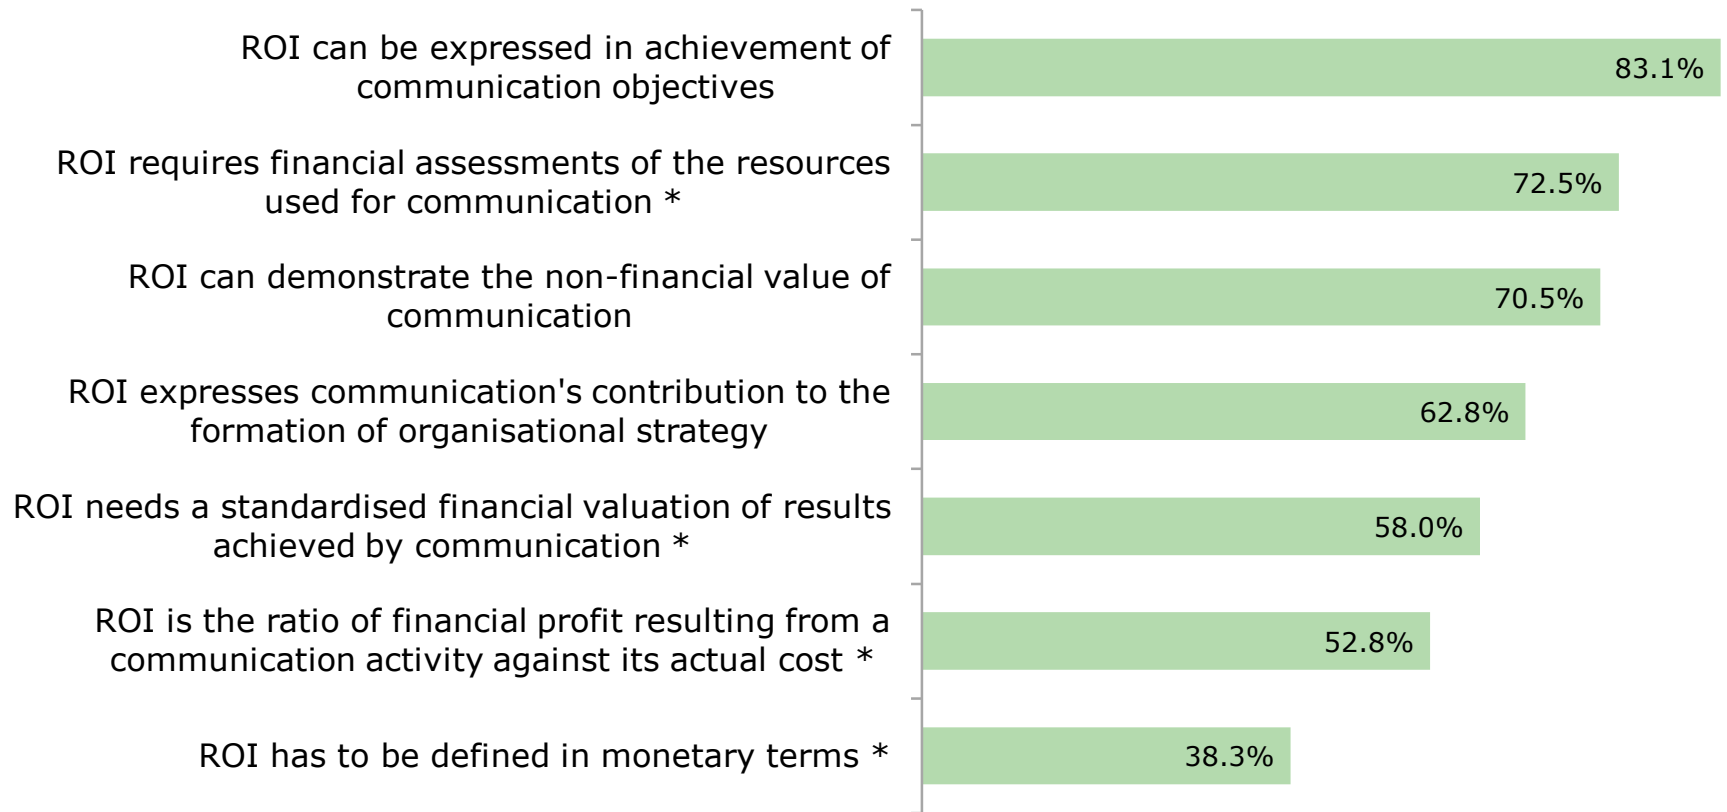 ROI can be expressed in achievement of
communication objectives
83.1%
ROI requires financial assessments of the resources
used for communication *
72.5%
ROI can demonstrate the non-financial value of
communication
70.5%
ROI expresses communication's contribution to the
formation of organisational strategy
62.8%
ROI needs a standardised financial valuation of results
achieved by communication *
58.0%
ROI is the ratio of financial profit resulting from a
communication activity against its actual cost *
52.8%
ROI has to be defined in monetary terms *
38.3%